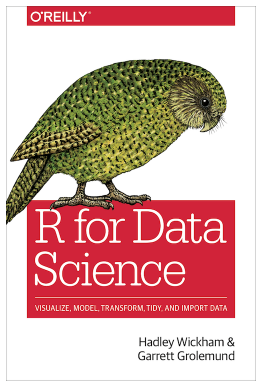 O'REILLY®
R for Data
Science
VISUALIZE, MODEL, TRANSFORM, TIDY, AND IMPORT DATA
Hadley Wickham &
Garrett Grolemund